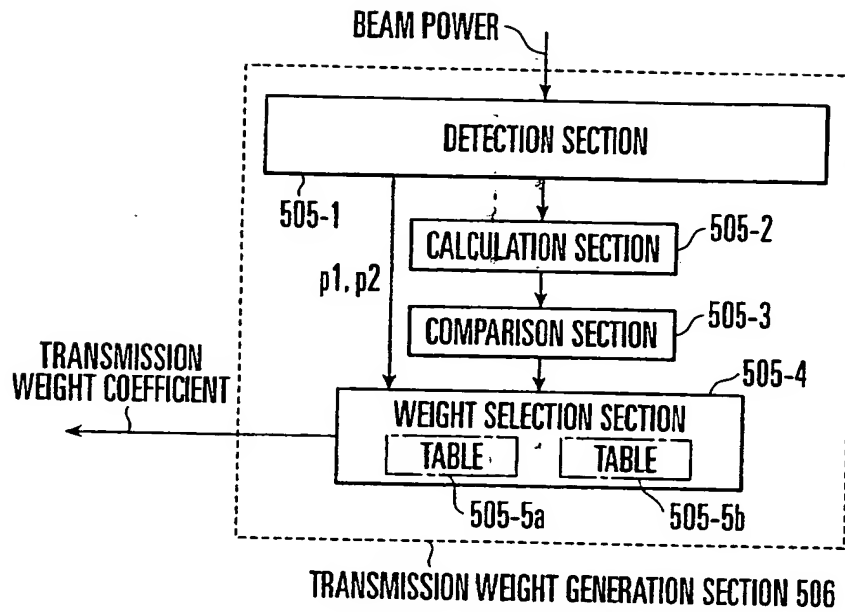 BEAM POWER
DETECTION SECTION
505-1
CALCULATION SECTION
505-2
p1, p2
COMPARISON SECTION
505-3
TRANSMISSION
WEIGHT COEFFICIENT
505-4
WEIGHT SELECTION SECTION
TABLE
TABLE
505-5a
505-5b
TRANSMISSION WEIGHT GENERATION SECTION 506